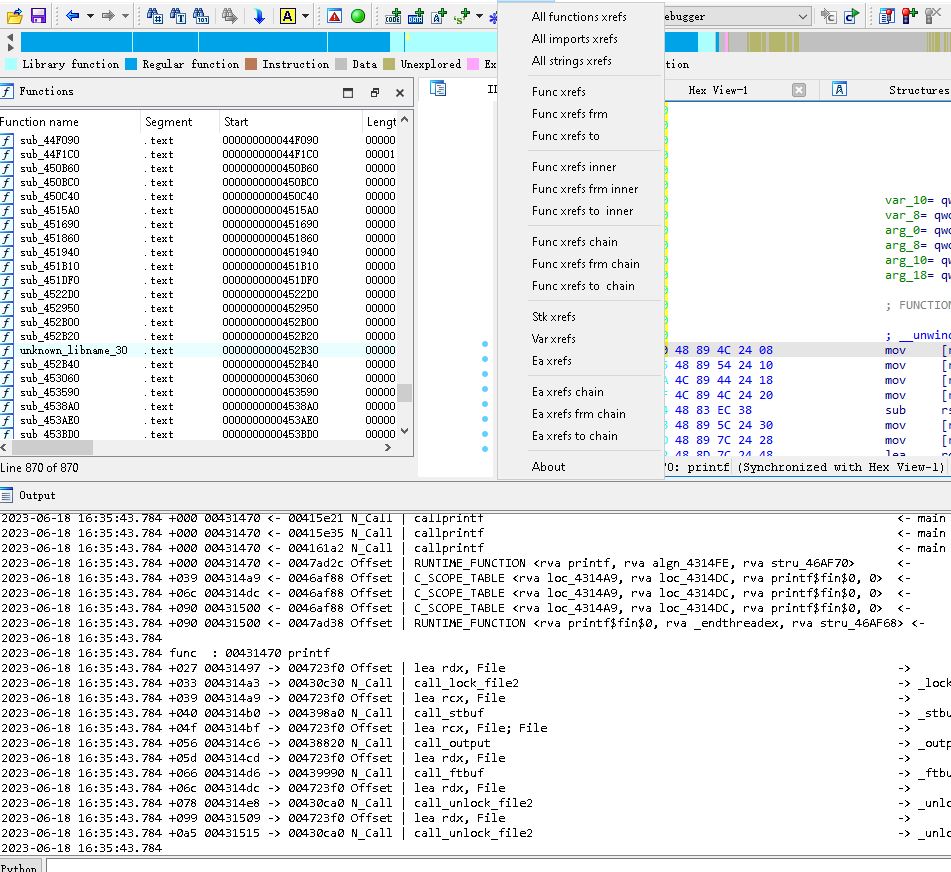 All functions xrefs
All imports xrefs
All strings xrefs
Func xrefs
Func xrefs frm
Func xrefs to
Func xrefs inner
Func xrefs frm inner
Func xrefs to inner
Func xrefs chain
Func xrefs frm chain
Func xrefs to chain
Stk xrefs
Var xrefs
Ea xrefs
Ea xrefs chain
Ea xrefs frm chain
Ea xrefs to chain
About
Library function Regular function Instruction Data Unexplored
Functions
Hex View-1 Structures
Function name Segment Start Lengt
sub_44F090 .text 000000000044F090 00000
sub_44F1C0 .text 000000000044F1C0 00001
sub_450B60 .text 0000000000450B60 00000
sub_450BC0 .text 0000000000450BC0 00000
sub_450C40 .text 0000000000450C40 00000
sub_4515A0 .text 00000000004515A0 00000
sub_451690 .text 0000000000451690 00000
sub_451860 .text 0000000000451860 00000
sub_451940 .text 0000000000451940 00000
sub_451B10 .text 0000000000451B10 00000
sub_451DF0 .text 0000000000451DF0 00000
sub_4522D0 .text 00000000004522D0 00000
sub_452950 .text 0000000000452950 00000
sub_452B00 .text 0000000000452B00 00000
sub_452B20 .text 0000000000452B20 00000
unknown_libname_30 .text 0000000000452B30 00000
sub_452B40 .text 0000000000452B40 00000
sub_453060 .text 0000000000453060 00000
sub_453590 .text 0000000000453590 00000
sub_4538A0 .text 00000000004538A0 00000
sub_453AE0 .text 0000000000453AE0 00000
sub_453BD0 .text 0000000000453BD0 00000
Line 870 of 870
var_10= qw
var_8= qwo
arg_0= qwo
arg_8= qwo
arg_10= qw
arg_18= qw
; FUNCTION
; __unwin
48 89 4C 24 08 mov
48 89 54 24 10 mov
4C 89 44 24 18 mov
4C 89 4C 24 20 mov
48 83 EC 38 sub
48 89 5C 24 30 mov
48 89 7C 24 28 mov
48 8D 7C 24 48 lea
70: printf (Synchronized with Hex View-1)
Output
2023-06-18 16:35:43.784 +000 00431470 <- 00415e21 N_Call | callprintf <- main
2023-06-18 16:35:43.784 +000 00431470 <- 00415e35 N_Call | callprintf <- main
2023-06-18 16:35:43.784 +000 00431470 <- 004161a2 N_Call | callprintf <- main
2023-06-18 16:35:43.784 +000 00431470 <- 0047ad2c Offset | RUNTIME_FUNCTION <rva printf, rva algn_4314FE, rva stru_46AF70> <-
2023-06-18 16:35:43.784 +039 004314a9 <- 0046af88 Offset | C_SCOPE_TABLE <rva loc_4314A9, rva loc_4314DC, rva printf$fin$0, 0> <-
2023-06-18 16:35:43.784 +06c 004314dc <- 0046af88 Offset | C_SCOPE_TABLE <rva loc_4314A9, rva loc_4314DC, rva printf$fin$0, 0> <-
2023-06-18 16:35:43.784 +090 00431500 <- 0046af88 Offset | C_SCOPE_TABLE <rva loc_4314A9, rva loc_4314DC, rva printf$fin$0, 0> <-
2023-06-18 16:35:43.784 +090 00431500 <- 0047ad38 Offset | RUNTIME_FUNCTION <rva printf$fin$0, rva _endthreadex, rva stru_46AF68> <-
2023-06-18 16:35:43.784
2023-06-18 16:35:43.784 func : 00431470 printf
2023-06-18 16:35:43.784 +027 00431497 -> 004723f0 Offset | lea rdx, File ->
2023-06-18 16:35:43.784 +033 004314a3 -> 00430c30 N_Call | call_lock_file2 -> _lock
2023-06-18 16:35:43.784 +039 004314a9 -> 004723f0 Offset | lea rcx, File ->
2023-06-18 16:35:43.784 +040 004314b0 -> 004398a0 N_Call | call_stbuf -> _stbu
2023-06-18 16:35:43.784 +04f 004314bf -> 004723f0 Offset | lea rcx, File; File ->
2023-06-18 16:35:43.784 +056 004314c6 -> 00438820 N_Call | call_output -> _outp
2023-06-18 16:35:43.784 +05d 004314cd -> 004723f0 Offset | lea rdx, File ->
2023-06-18 16:35:43.784 +066 004314d6 -> 00439990 N_Call | call_ftbuf -> _ftbu
2023-06-18 16:35:43.784 +06c 004314dc -> 004723f0 Offset | lea rdx, File ->
2023-06-18 16:35:43.784 +078 004314e8 -> 00430ca0 N_Call | call_unlock_file2 -> _unlo
2023-06-18 16:35:43.784 +099 00431509 -> 004723f0 Offset | lea rdx, File ->
2023-06-18 16:35:43.784 +0a5 00431515 -> 00430ca0 N_Call | call_unlock_file2 -> _unlo
2023-06-18 16:35:43.784
Python